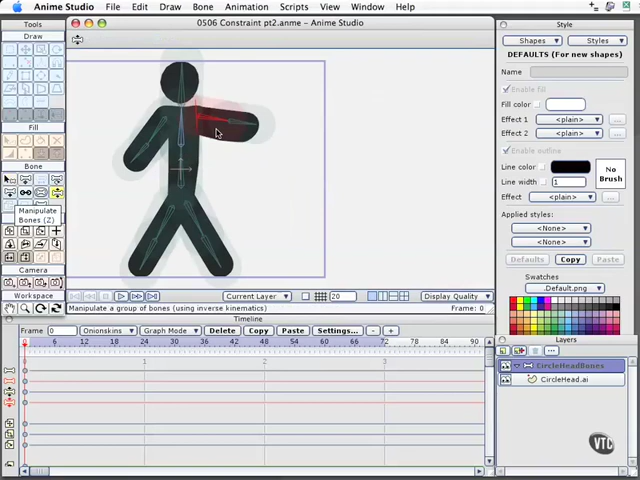 Anime Studio File Edit Draw Bone Animation Scripts View Window Help
0506 Constraint pt2.anme - Anime Studio
Tools
Draw
Fill
Bone
Manipulate
Bones (Z)
Camera
Workspace
Style
Shapes
Styles
DEFAULTS (For new shapes)
Name
Enable fill
Fill color
Effect 1
<plain>
Effect 2
<plain>
Enable outline
Line color
Line width
1
No
Brush
Effect
<plain>
Applied styles:
<None>
<None>
Defaults
Copy
Paste
Swatches
.Default.png
Current Layer
20
Display Quality
Manipulate a group of bones (using inverse kinematics)
Frame: 0
Timeline
Frame 0
Onionskins
Graph Mode
Delete
Copy
Paste
Settings...
-
+
0 6 12 18 24 30 36 42 48 54 60 66 72 78 84 90
0 1 2 3
Layers
CircleHeadBones
CircleHead.ai
VTC